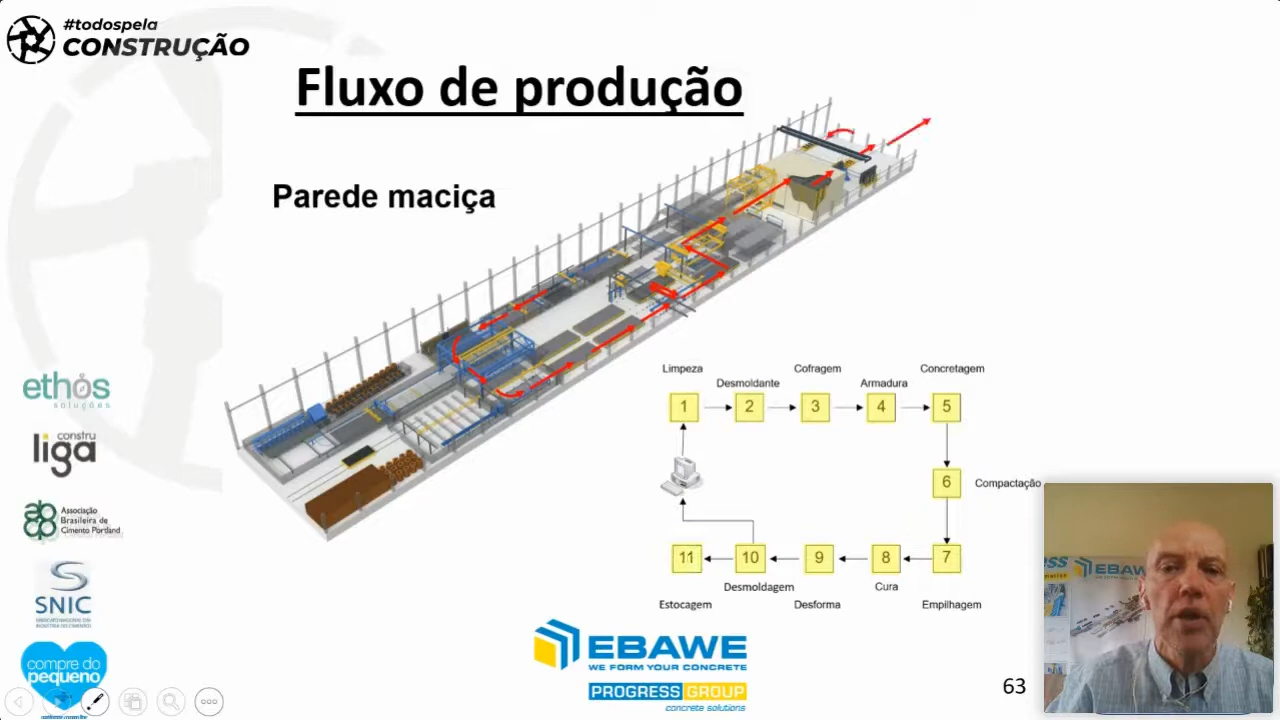 #todospela
CONSTRUÇÃO
Fluxo de produção
Parede maciça
ethos
soluções
constru
liga
Associação
Brasileira de
Cimento Portland
SNIC
compre do
pequeno
Limpeza
Desmoldante
Cofragem
Armadura
Concretagem
1
2
3
4
5
6
Compactação
11
10
9
8
7
Desmoldagem
Cura
Estocagem
Desforma
Empilhagem
EBAWE
WE FORM YOUR CONCRETE
PROGRESS GROUP
concrete solutions
63
EBAWE